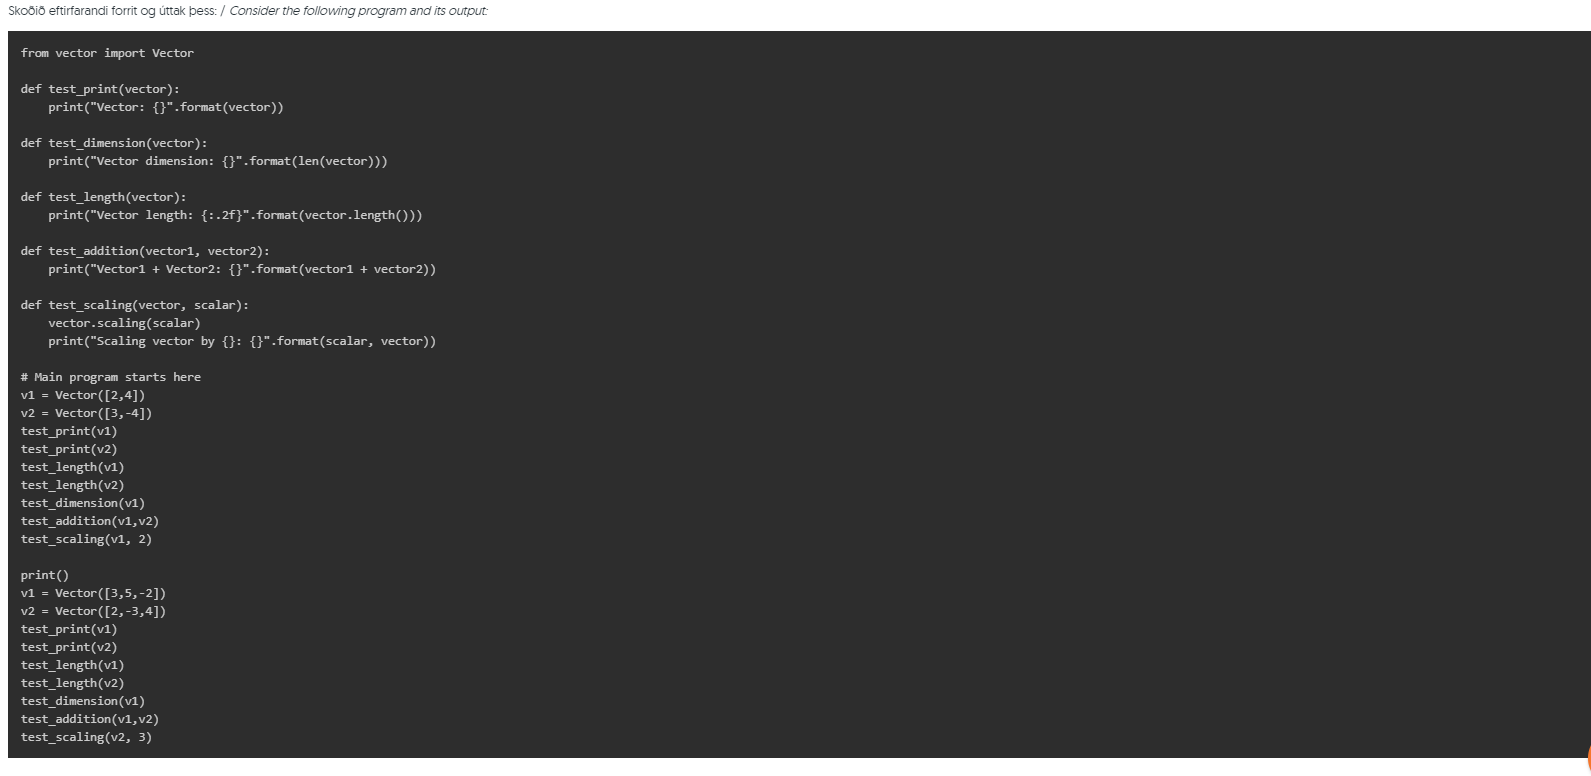 Skoðið eftirfarandi forrit og úttak þess: / Consider the following program and its output:
from vector import Vector
def test_print(vector):
    print("Vector: {}".format(vector))
def test_dimension(vector):
    print("Vector dimension: {}".format(len(vector)))
def test_length(vector):
    print("Vector length: {:.2f}".format(vector.length()))
def test_addition(vector1, vector2):
    print("Vector1 + Vector2: {}".format(vector1 + vector2))
def test_scaling(vector, scalar):
    vector.scaling(scalar)
    print("Scaling vector by {}: {}".format(scalar, vector))
# Main program starts here
v1 = Vector([2,4])
v2 = Vector([3,-4])
test_print(v1)
test_print(v2)
test_length(v1)
test_length(v2)
test_dimension(v1)
test_addition(v1,v2)
test_scaling(v1, 2)
print()
v1 = Vector([3,5,-2])
v2 = Vector([2,-3,4])
test_print(v1)
test_print(v2)
test_length(v1)
test_length(v2)
test_dimension(v1)
test_addition(v1,v2)
test_scaling(v2, 3)